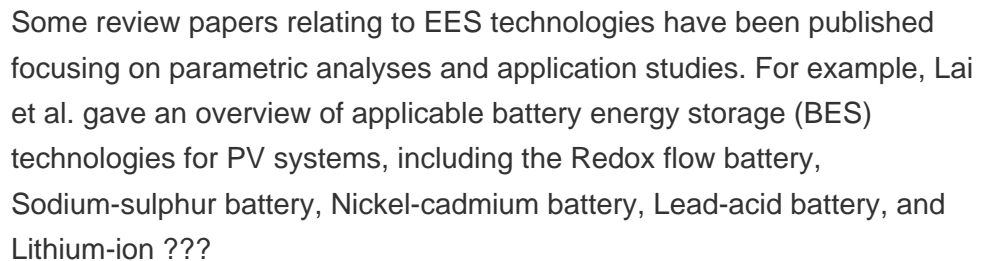 Some review papers relating to EES technologies have been published
focusing on parametric analyses and application studies. For example, Lai
et al. gave an overview of applicable battery energy storage (BES)
technologies for PV systems, including the Redox flow battery,
Sodium-sulphur battery, Nickel-cadmium battery, Lead-acid battery, and
Lithium-ion ???